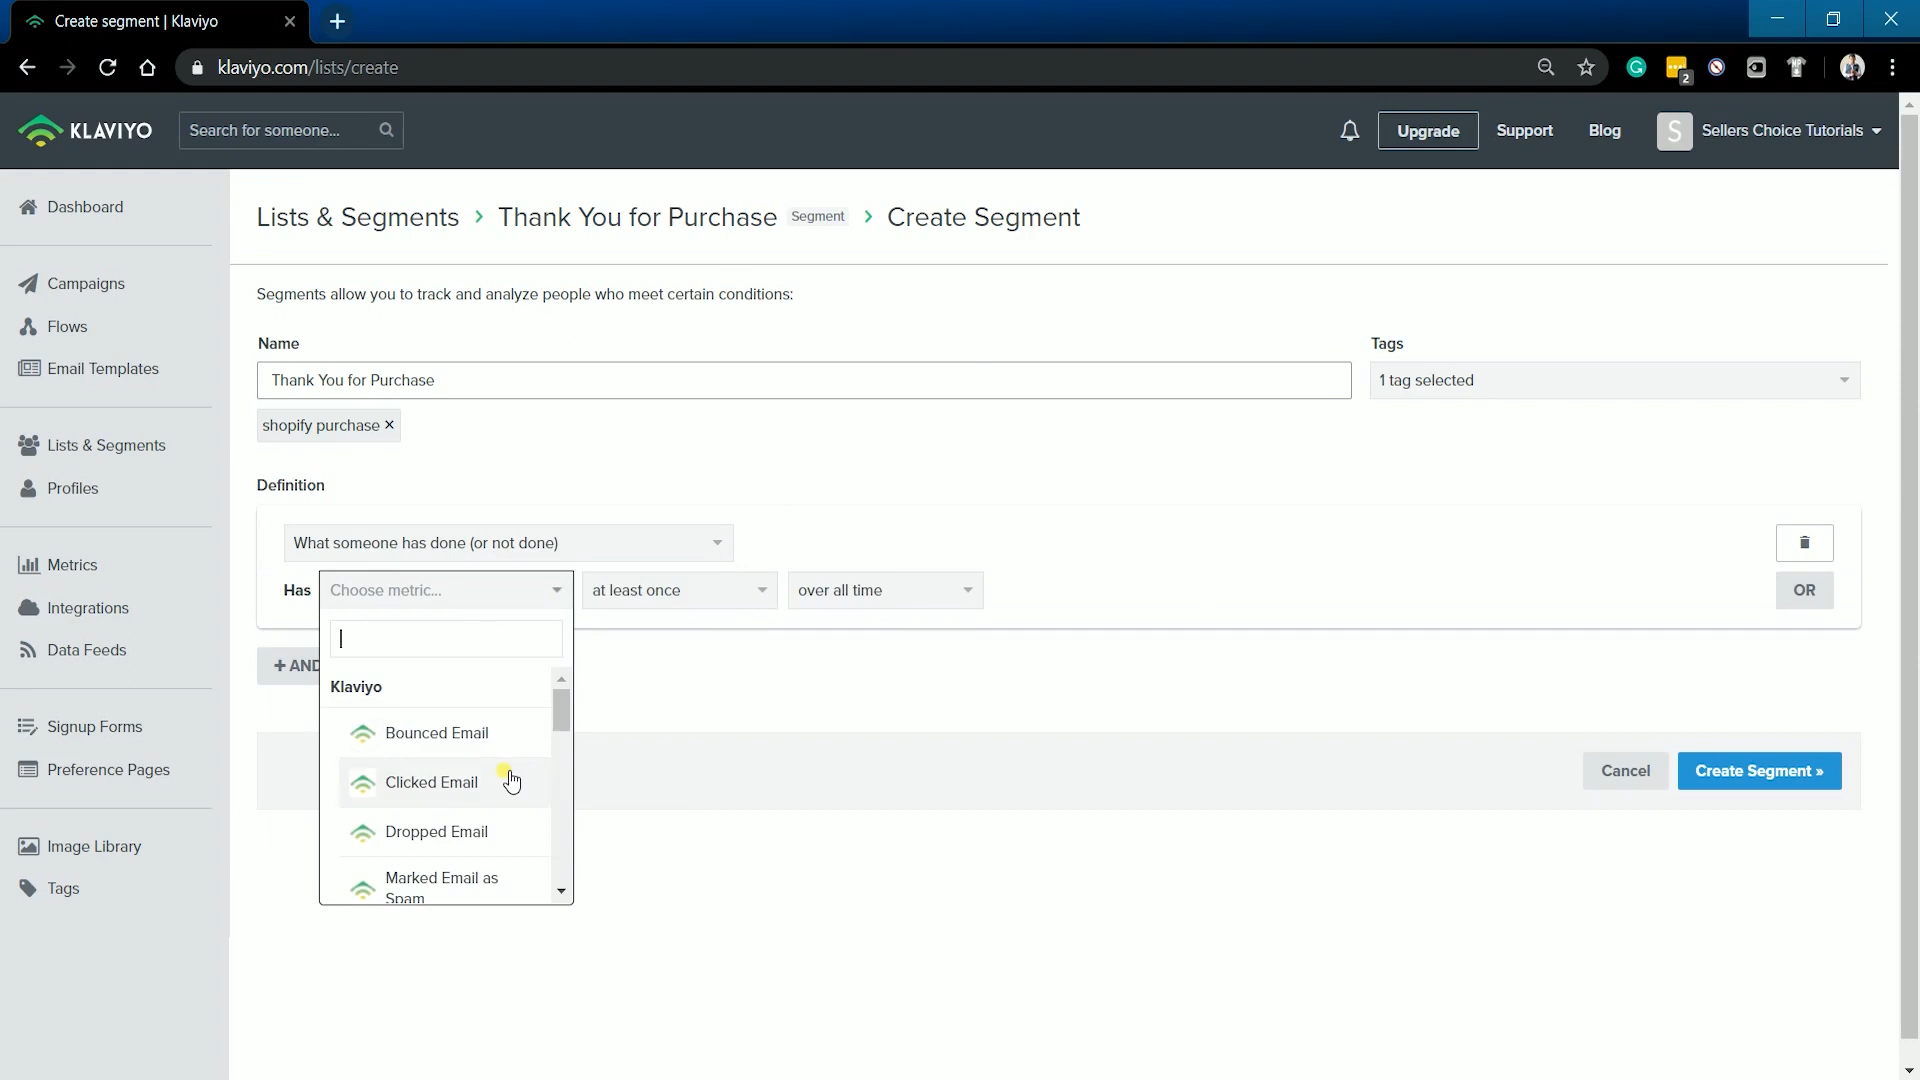 Create segment | Klaviyo
klaviyo.com/lists/create
2
KLAVIYO
Search for someone...
Upgrade
Support
Blog
S
Sellers Choice Tutorials
Dashboard
Campaigns
Flows
Email Templates
Lists & Segments
Profiles
Metrics
Integrations
Data Feeds
Signup Forms
Preference Pages
Image Library
Tags
Lists & Segments > Thank You for Purchase Segment > Create Segment
Segments allow you to track and analyze people who meet certain conditions:
Name
Tags
Thank You for Purchase
1 tag selected
shopify purchase ×
Definition
What someone has done (or not done)
Has Choose metric... at least once over all time
OR
+ AND
Klaviyo
Bounced Email
Clicked Email
Dropped Email
Marked Email as
Spam
Cancel
Create Segment »